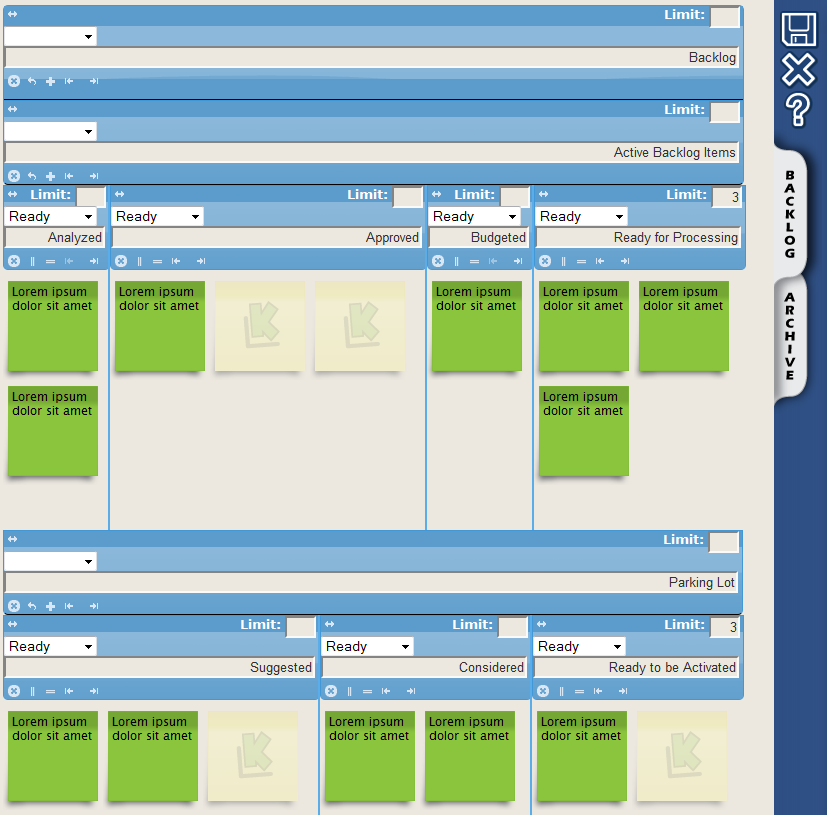 Limit:
Backlog
Limit:
Active Backlog Items
Limit:
Limit:
Limit:
Limit: 3
Ready
Ready
Ready
Ready
Analyzed
Approved
Budgeted
Ready for Processing
Lorem ipsum
dolor sit amet
Lorem ipsum
dolor sit amet
Lorem ipsum
dolor sit amet
Lorem ipsum
dolor sit amet
Lorem ipsum
dolor sit amet
Lorem ipsum
dolor sit amet
Lorem ipsum
dolor sit amet
Limit:
Parking Lot
Limit:
Limit:
Limit: 3
Ready
Ready
Ready
Suggested
Considered
Ready to be Activated
Lorem ipsum
dolor sit amet
Lorem ipsum
dolor sit amet
Lorem ipsum
dolor sit amet
Lorem ipsum
dolor sit amet
Lorem ipsum
dolor sit amet
?
BACKLOG
ARCHIVE